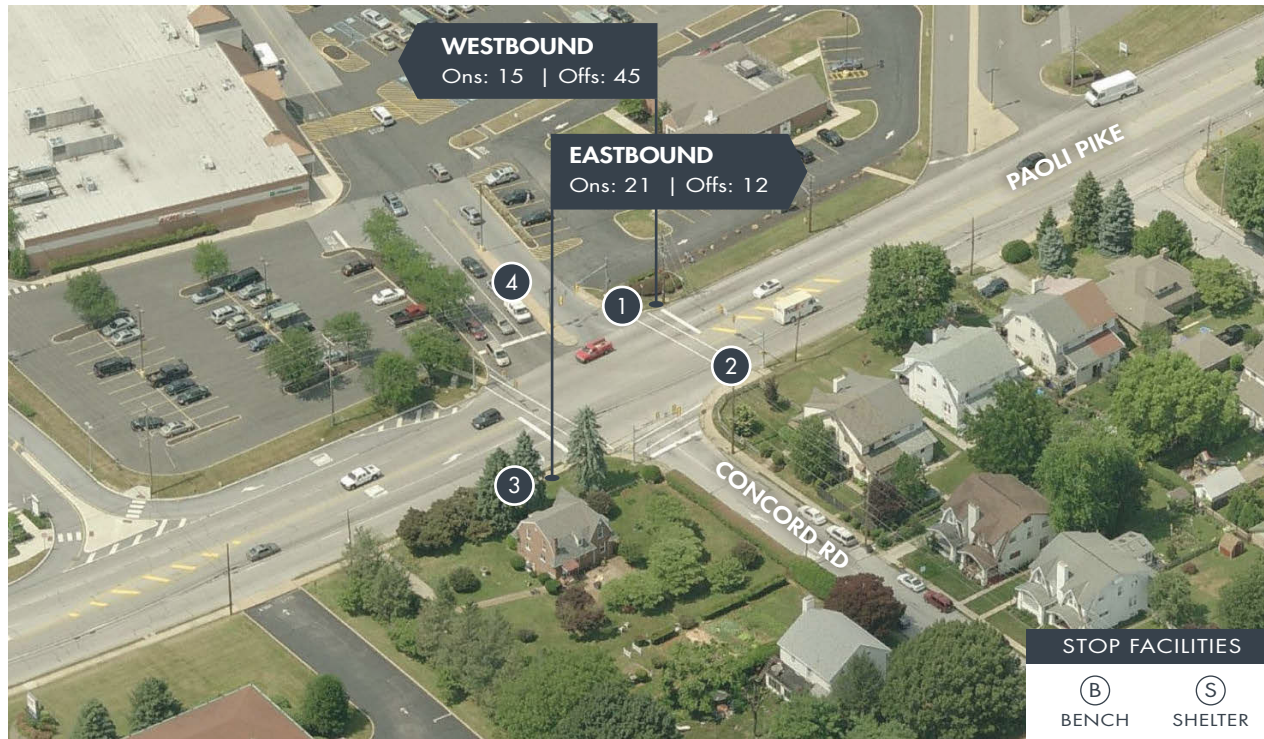 WESTBOUND
Ons: 15 | Offs: 45
EASTBOUND
Ons: 21 | Offs: 12
PAOLI PIKE
4
1
2
3
CONCORD RD
STOP FACILITIES
B
S
BENCH
SHELTER